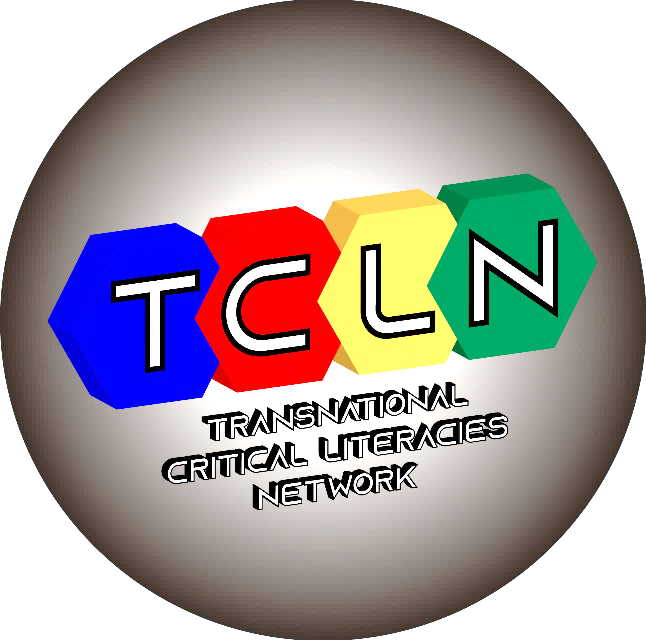 TCLN
TRANSNATIONAL
CRITICAL LITERACIES
NETWORK